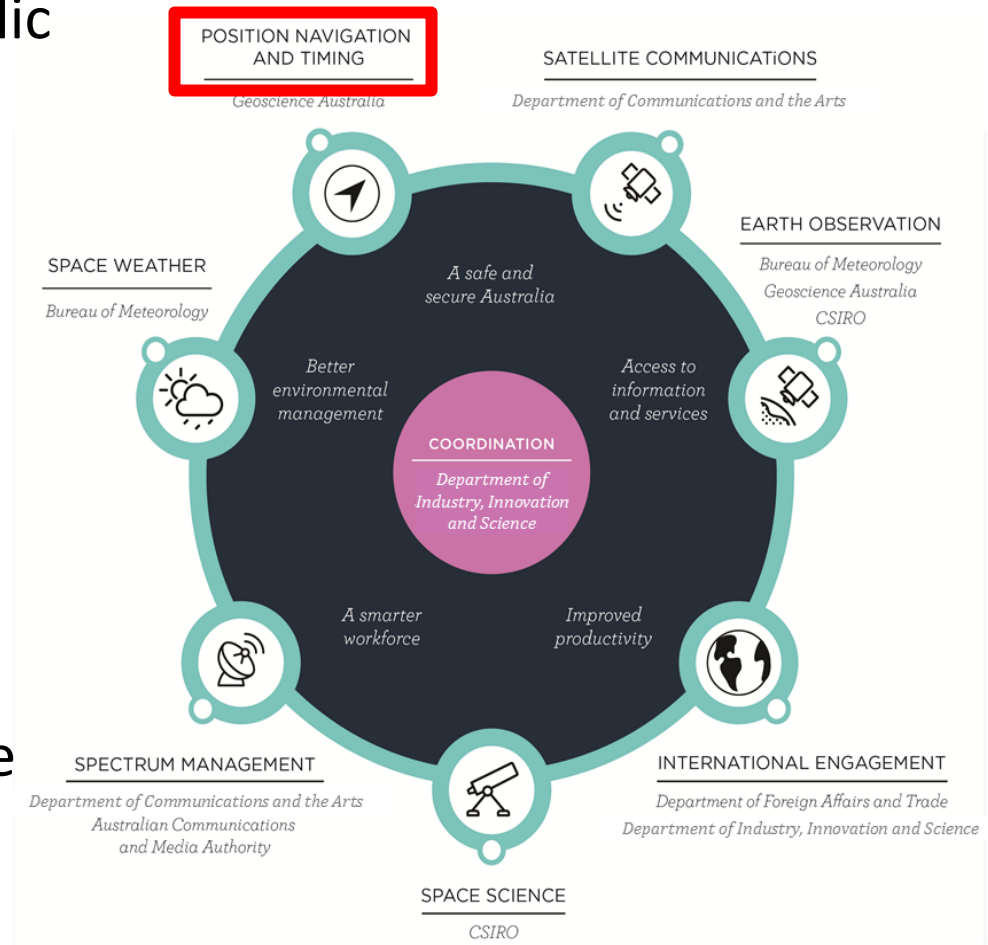 POSITION NAVIGATION
AND TIMING
Geoscience Australia
SATELLITE COMMUNICATiONS
Department of Communications and the Arts
EARTH OBSERVATION
Bureau of Meteorology
Geoscience Australia
CSIRO
SPACE WEATHER
Bureau of Meteorology
A safe and
secure Australia
Better
environmental
management
Access to
information
and services
COORDINATION
Department of
Industry, Innovation
and Science
A smarter
workforce
Improved
productivity
SPECTRUM MANAGEMENT
Department of Communications and the Arts
Australian Communications
and Media Authority
INTERNATIONAL ENGAGEMENT
Department of Foreign Affairs and Trade
Department of Industry, Innovation and Science
SPACE SCIENCE
CSIRO